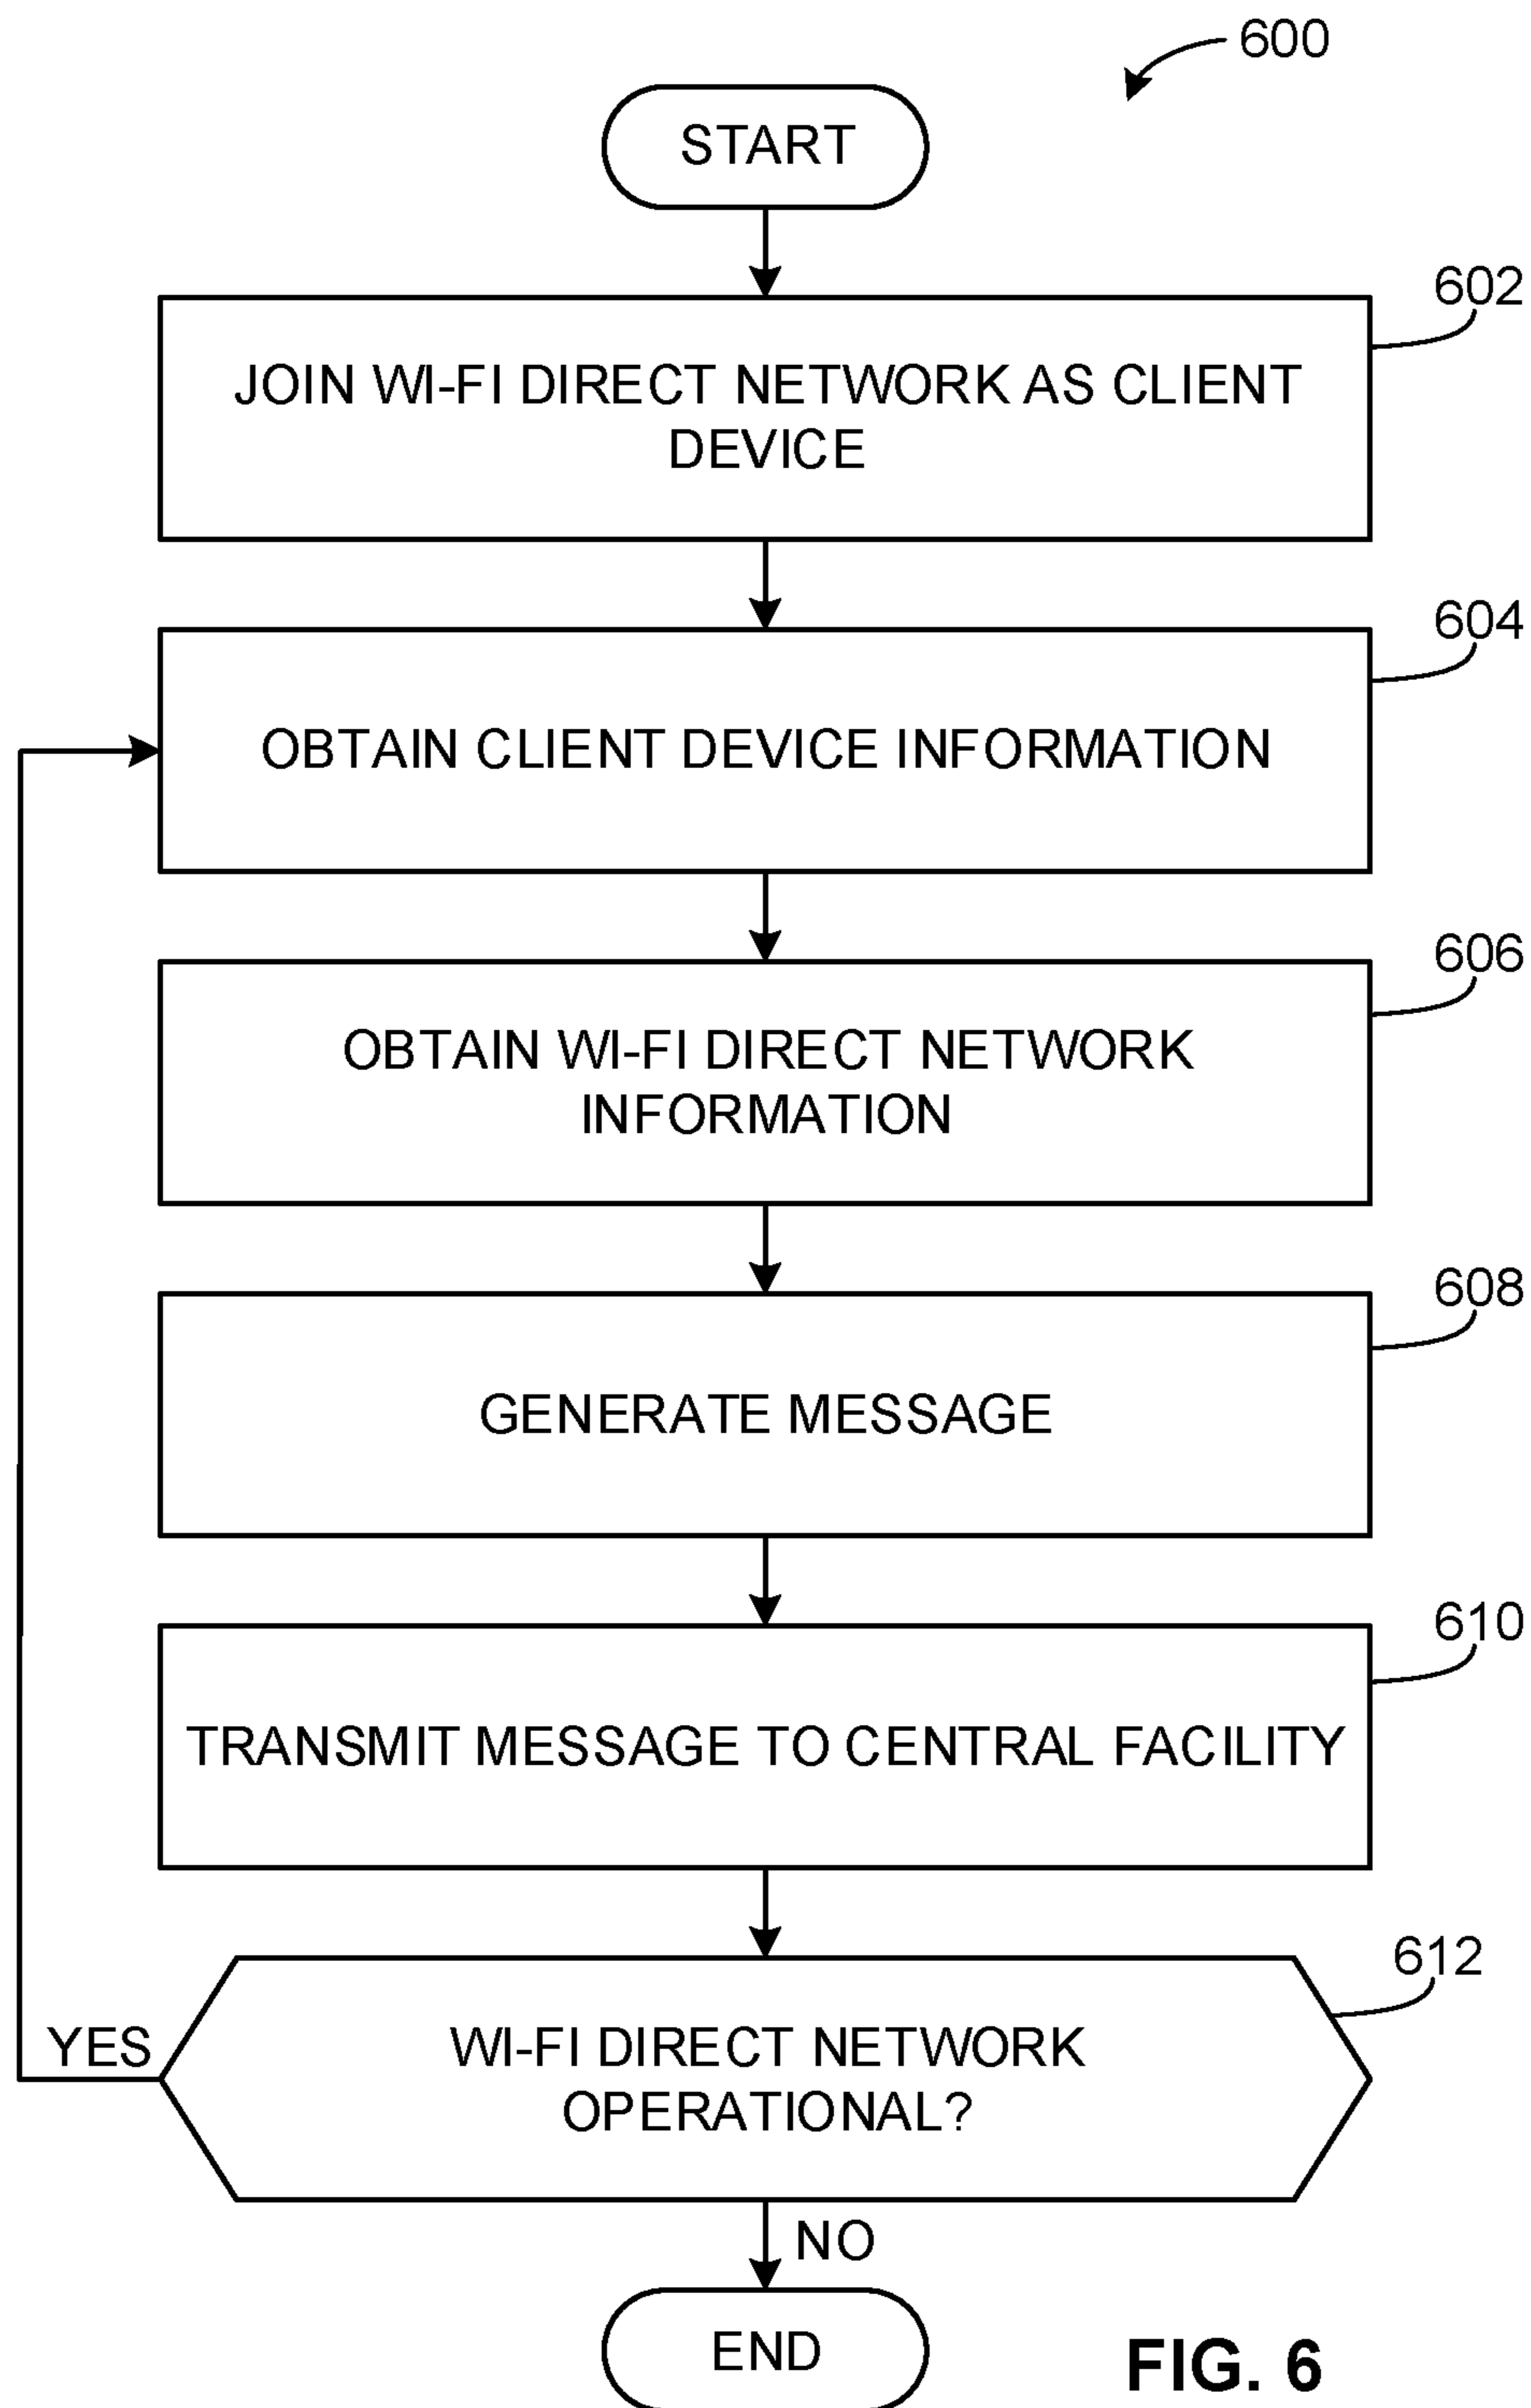 600
START
602
JOIN WI-FI DIRECT NETWORK AS CLIENT
DEVICE
604
OBTAIN CLIENT DEVICE INFORMATION
606
OBTAIN WI-FI DIRECT NETWORK
INFORMATION
608
GENERATE MESSAGE
610
TRANSMIT MESSAGE TO CENTRAL FACILITY
612
YES
WI-FI DIRECT NETWORK
OPERATIONAL?
NO
END
FIG. 6